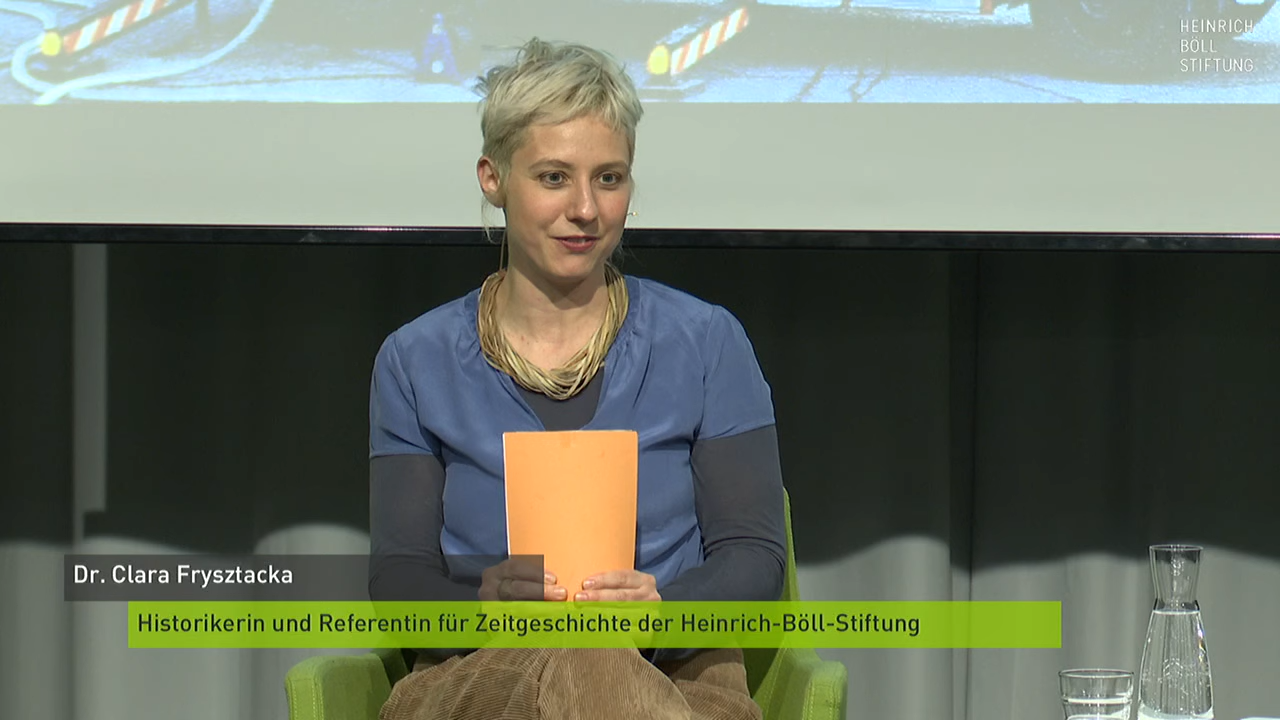 HEINRICH
BÖLL
STIFTUNG
Dr. Clara Frysztacka
Historikerin und Referentin für Zeitgeschichte der Heinrich-Böll-Stiftung